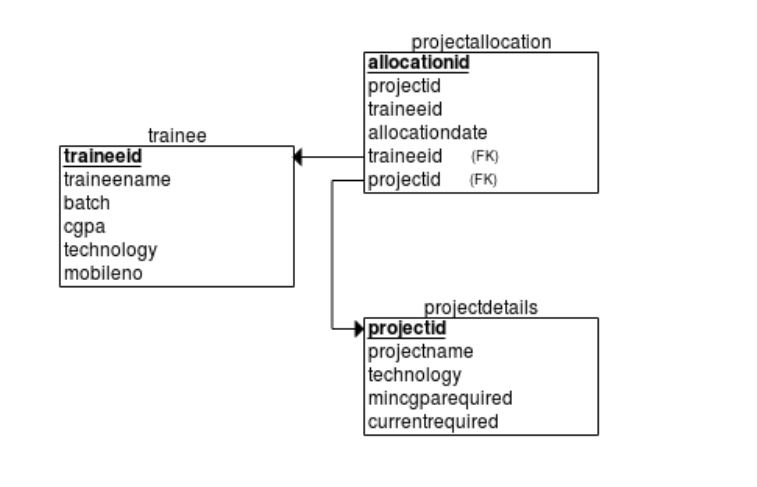 projectallocation
allocationid
projectid
traineeid
allocationdate
traineeid (FK)
projectid (FK)
trainee
traineeid
traineename
batch
cgpa
technology
mobileno
projectdetails
projectid
projectname
technology
mincgparequired
currentrequired